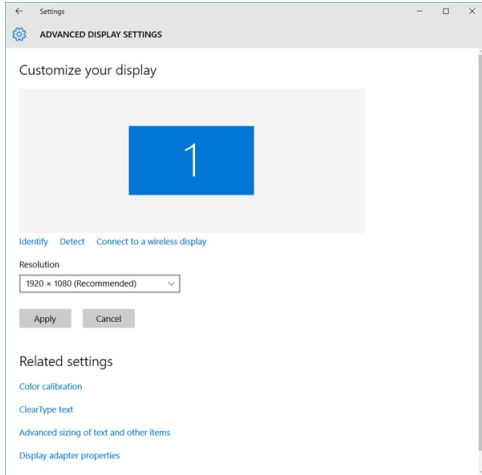 Settings
ADVANCED DISPLAY SETTINGS
Customize your display
1
Identify Detect Connect to a wireless display
Resolution
1920 × 1080 (Recommended)
Apply Cancel
Related settings
Color calibration
ClearType text
Advanced sizing of text and other items
Display adapter properties